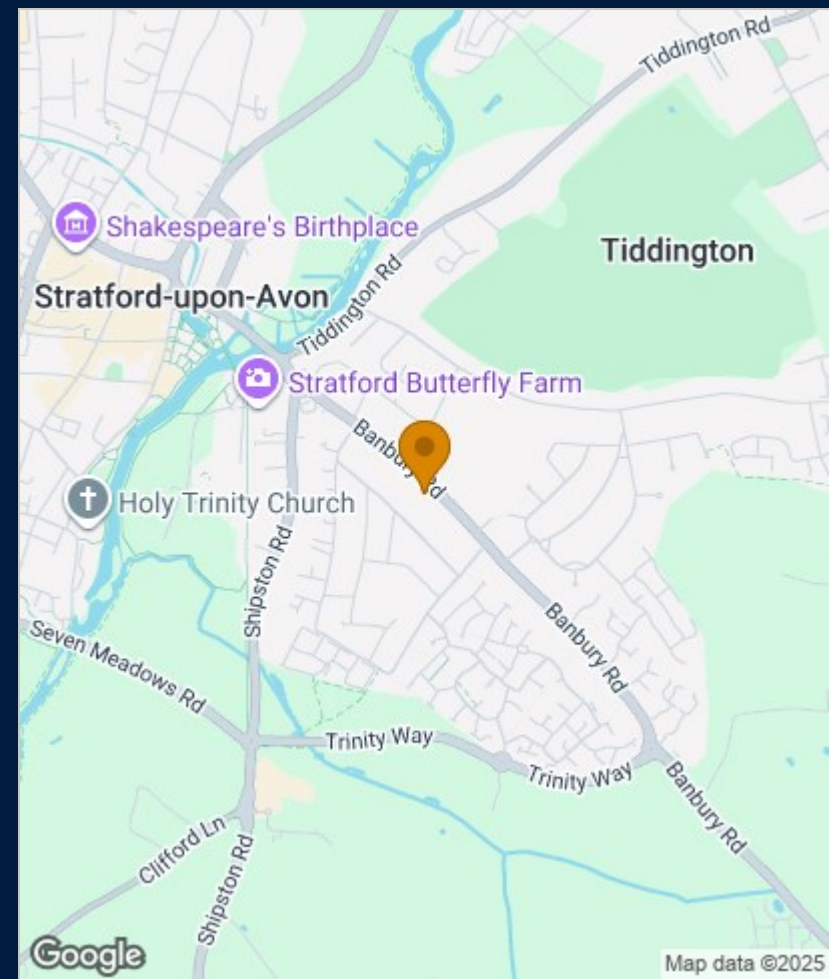 Tiddington Rd
Shakespeare's Birthplace
Tiddington
Stratford-upon-Avon
Tiddington Rd
Stratford Butterfly Farm
Banbury Rd
Holy Trinity Church
Shipston Rd
Banbury Rd
Seven Meadows Rd
Trinity Way
Trinity Way
Banbury Rd
Clifford Ln
Shipston Rd
Google
Map data ©2025